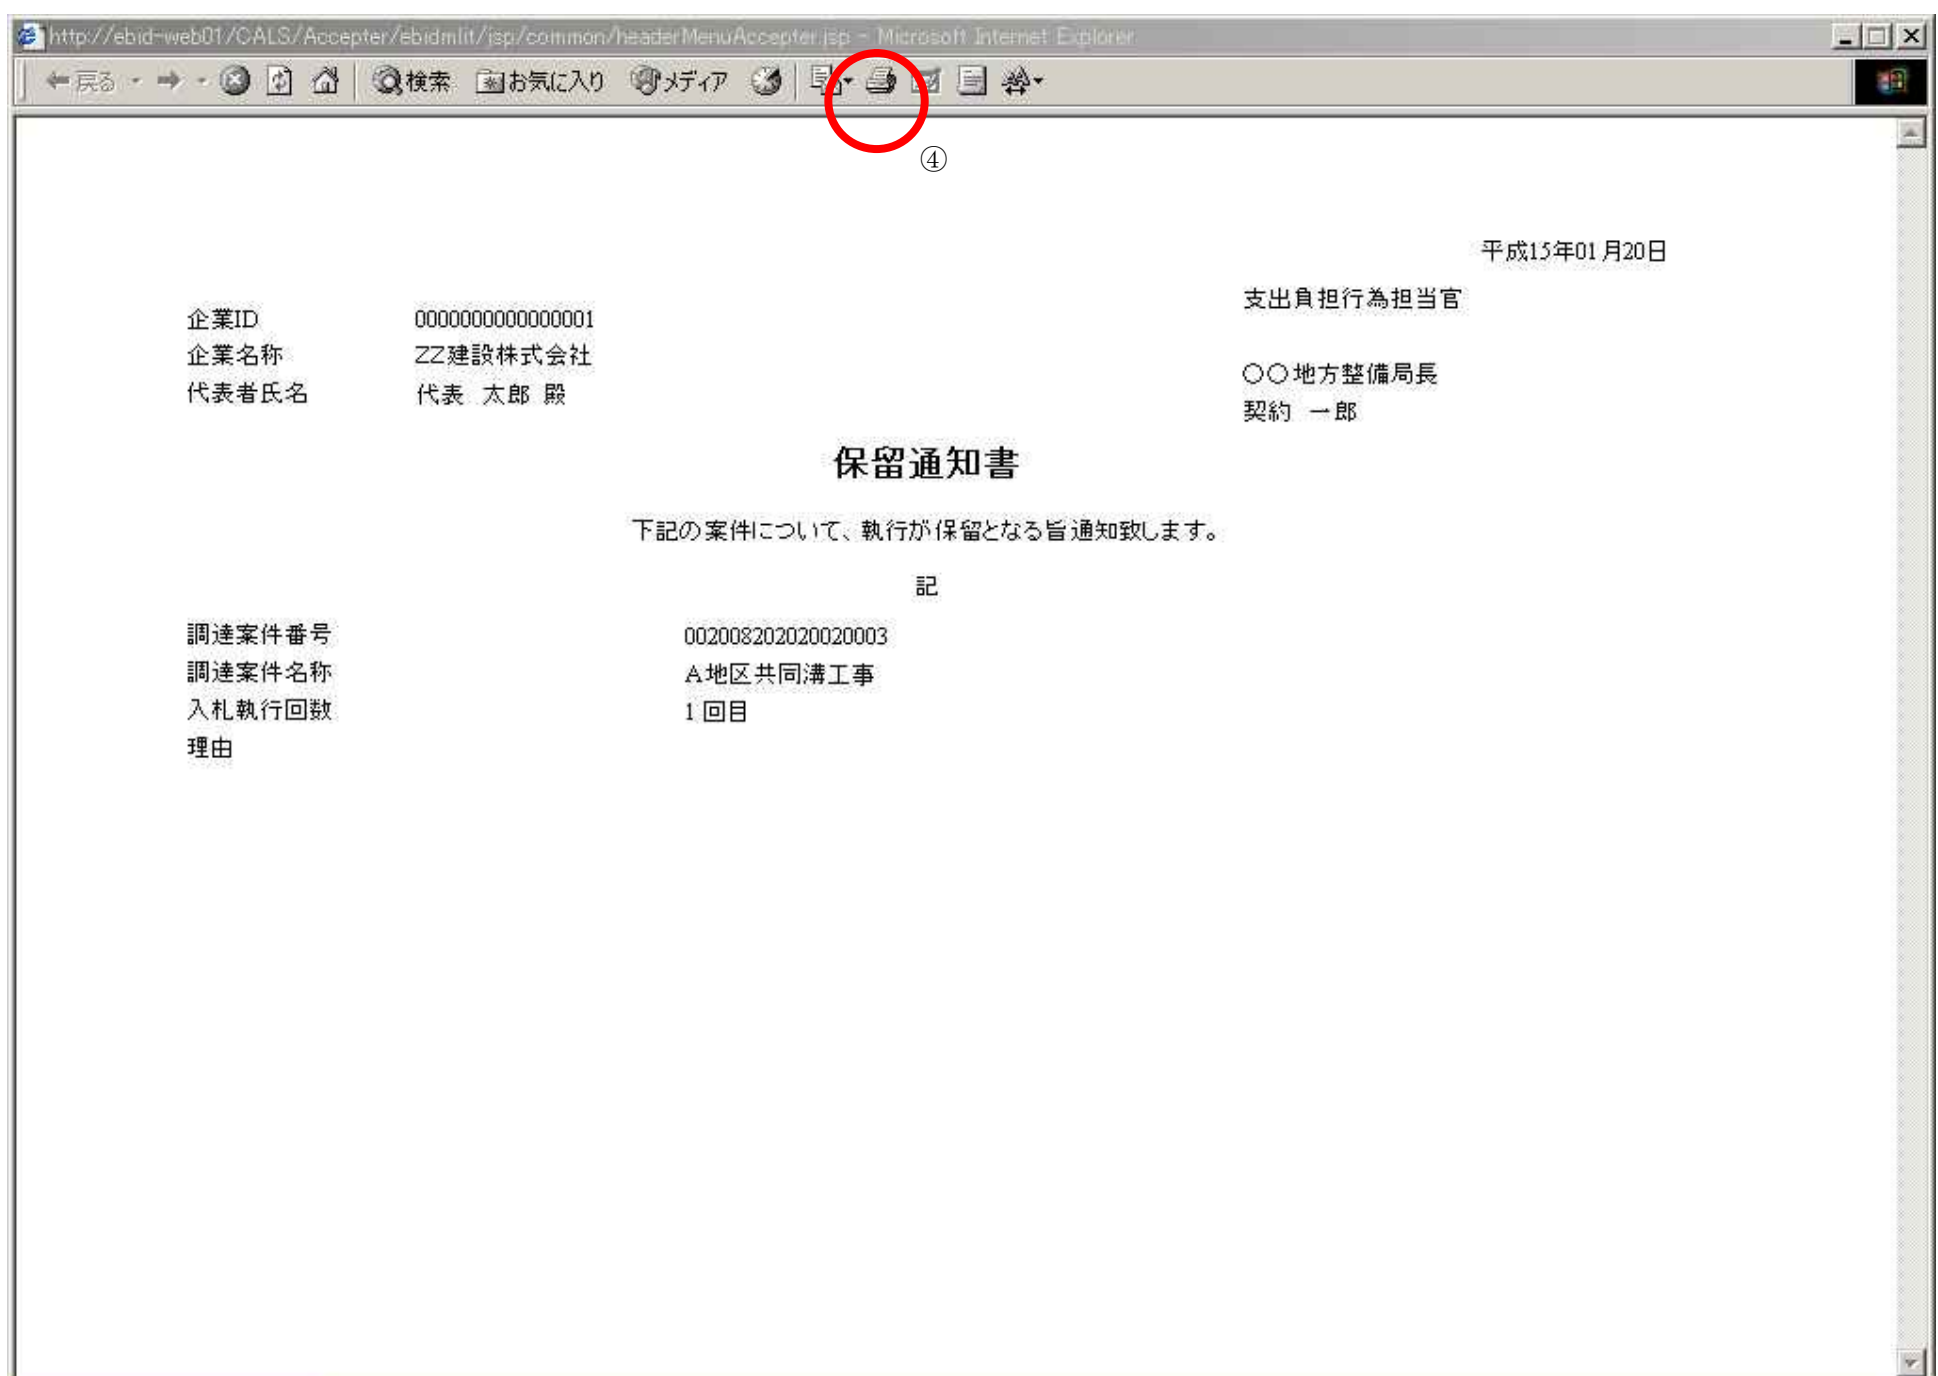 http://ebid-web01/CALS/Accepter/ebidmlit/jsp/common/headerMenuAccepter.jsp - Microsoft Internet Explorer
戻る 検索 お気に入り メディア
④
平成15年01月20日
支出負担行為担当官
企業ID 0000000000000001
企業名称 ZZ建設株式会社
代表者氏名 代表 太郎 殿
○○地方整備局長
契約 一郎
保留通知書
下記の案件について、執行が保留となる旨通知致します。
記
調達案件番号 002008202020020003
調達案件名称 A地区共同溝工事
入札執行回数 1回目
理由